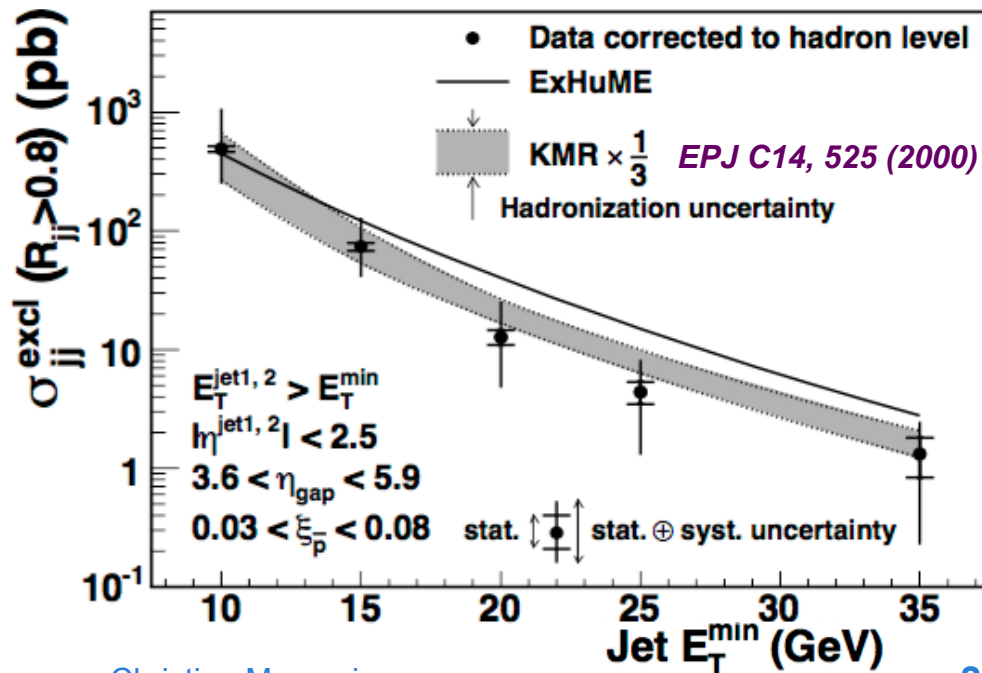 σ_jj^excl (R_jj>0.8) (pb)
10^3
10^2
10
1
10^-1
Data corrected to hadron level
ExHuME
KMR × 1/3 EPJ C14, 525 (2000)
Hadronization uncertainty
E_T^jet1, 2 > E_T^min
|η^jet1, 2| < 2.5
3.6 < η_gap < 5.9
0.03 < ξ_p̅ < 0.08
stat. stat. ⊕ syst. uncertainty
10 15 20 25 30 35
Jet E_T^min (GeV)